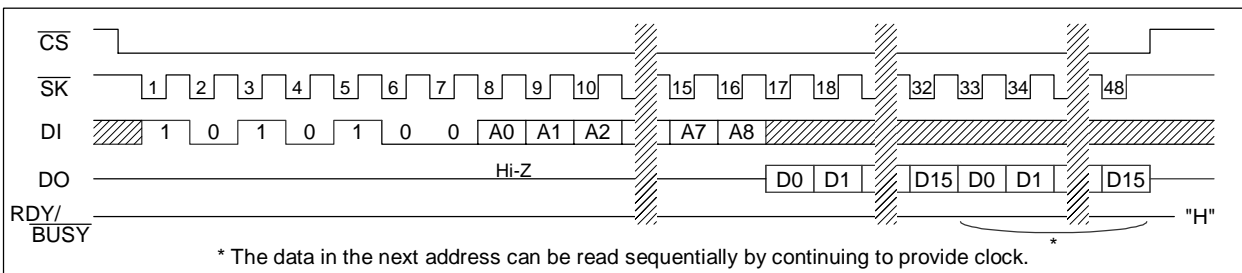 CS
SK 1 2 3 4 5 6 7 8 9 10 15 16 17 18 32 33 34 48
DI 1 0 1 0 1 0 0 A0 A1 A2 A7 A8
DO Hi-Z D0 D1 D15 D0 D1 D15
RDY/
BUSY "H"
*
* The data in the next address can be read sequentially by continuing to provide clock.